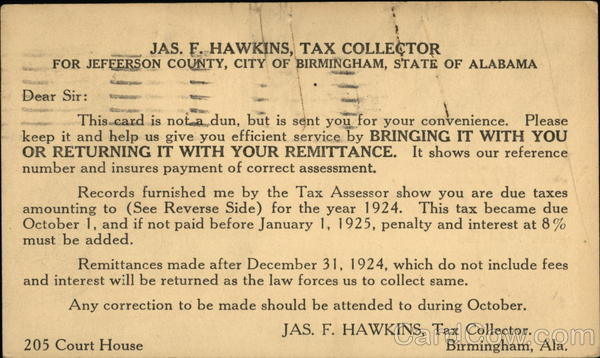 JAS. F. HAWKINS, TAX COLLECTOR
FOR JEFFERSON COUNTY, CITY OF BIRMINGHAM, STATE OF ALABAMA
Dear Sir:
This card is not a dun, but is sent you for your convenience. Please
keep it and help us give you efficient service by BRINGING IT WITH YOU
OR RETURNING IT WITH YOUR REMITTANCE. It shows our reference
number and insures payment of correct assessment.
Records furnished me by the Tax Assessor show you are due taxes
amounting to (See Reverse Side) for the year 1924. This tax became due
October 1, and if not paid before January 1, 1925, penalty and interest at 8%
must be added.
Remittances made after December 31, 1924, which do not include fees
and interest will be returned as the law forces us to collect same.
Any correction to be made should be attended to during October.
JAS. F. HAWKINS, Tax Collector.
205 Court House Birmingham, Ala.
CardCow.com